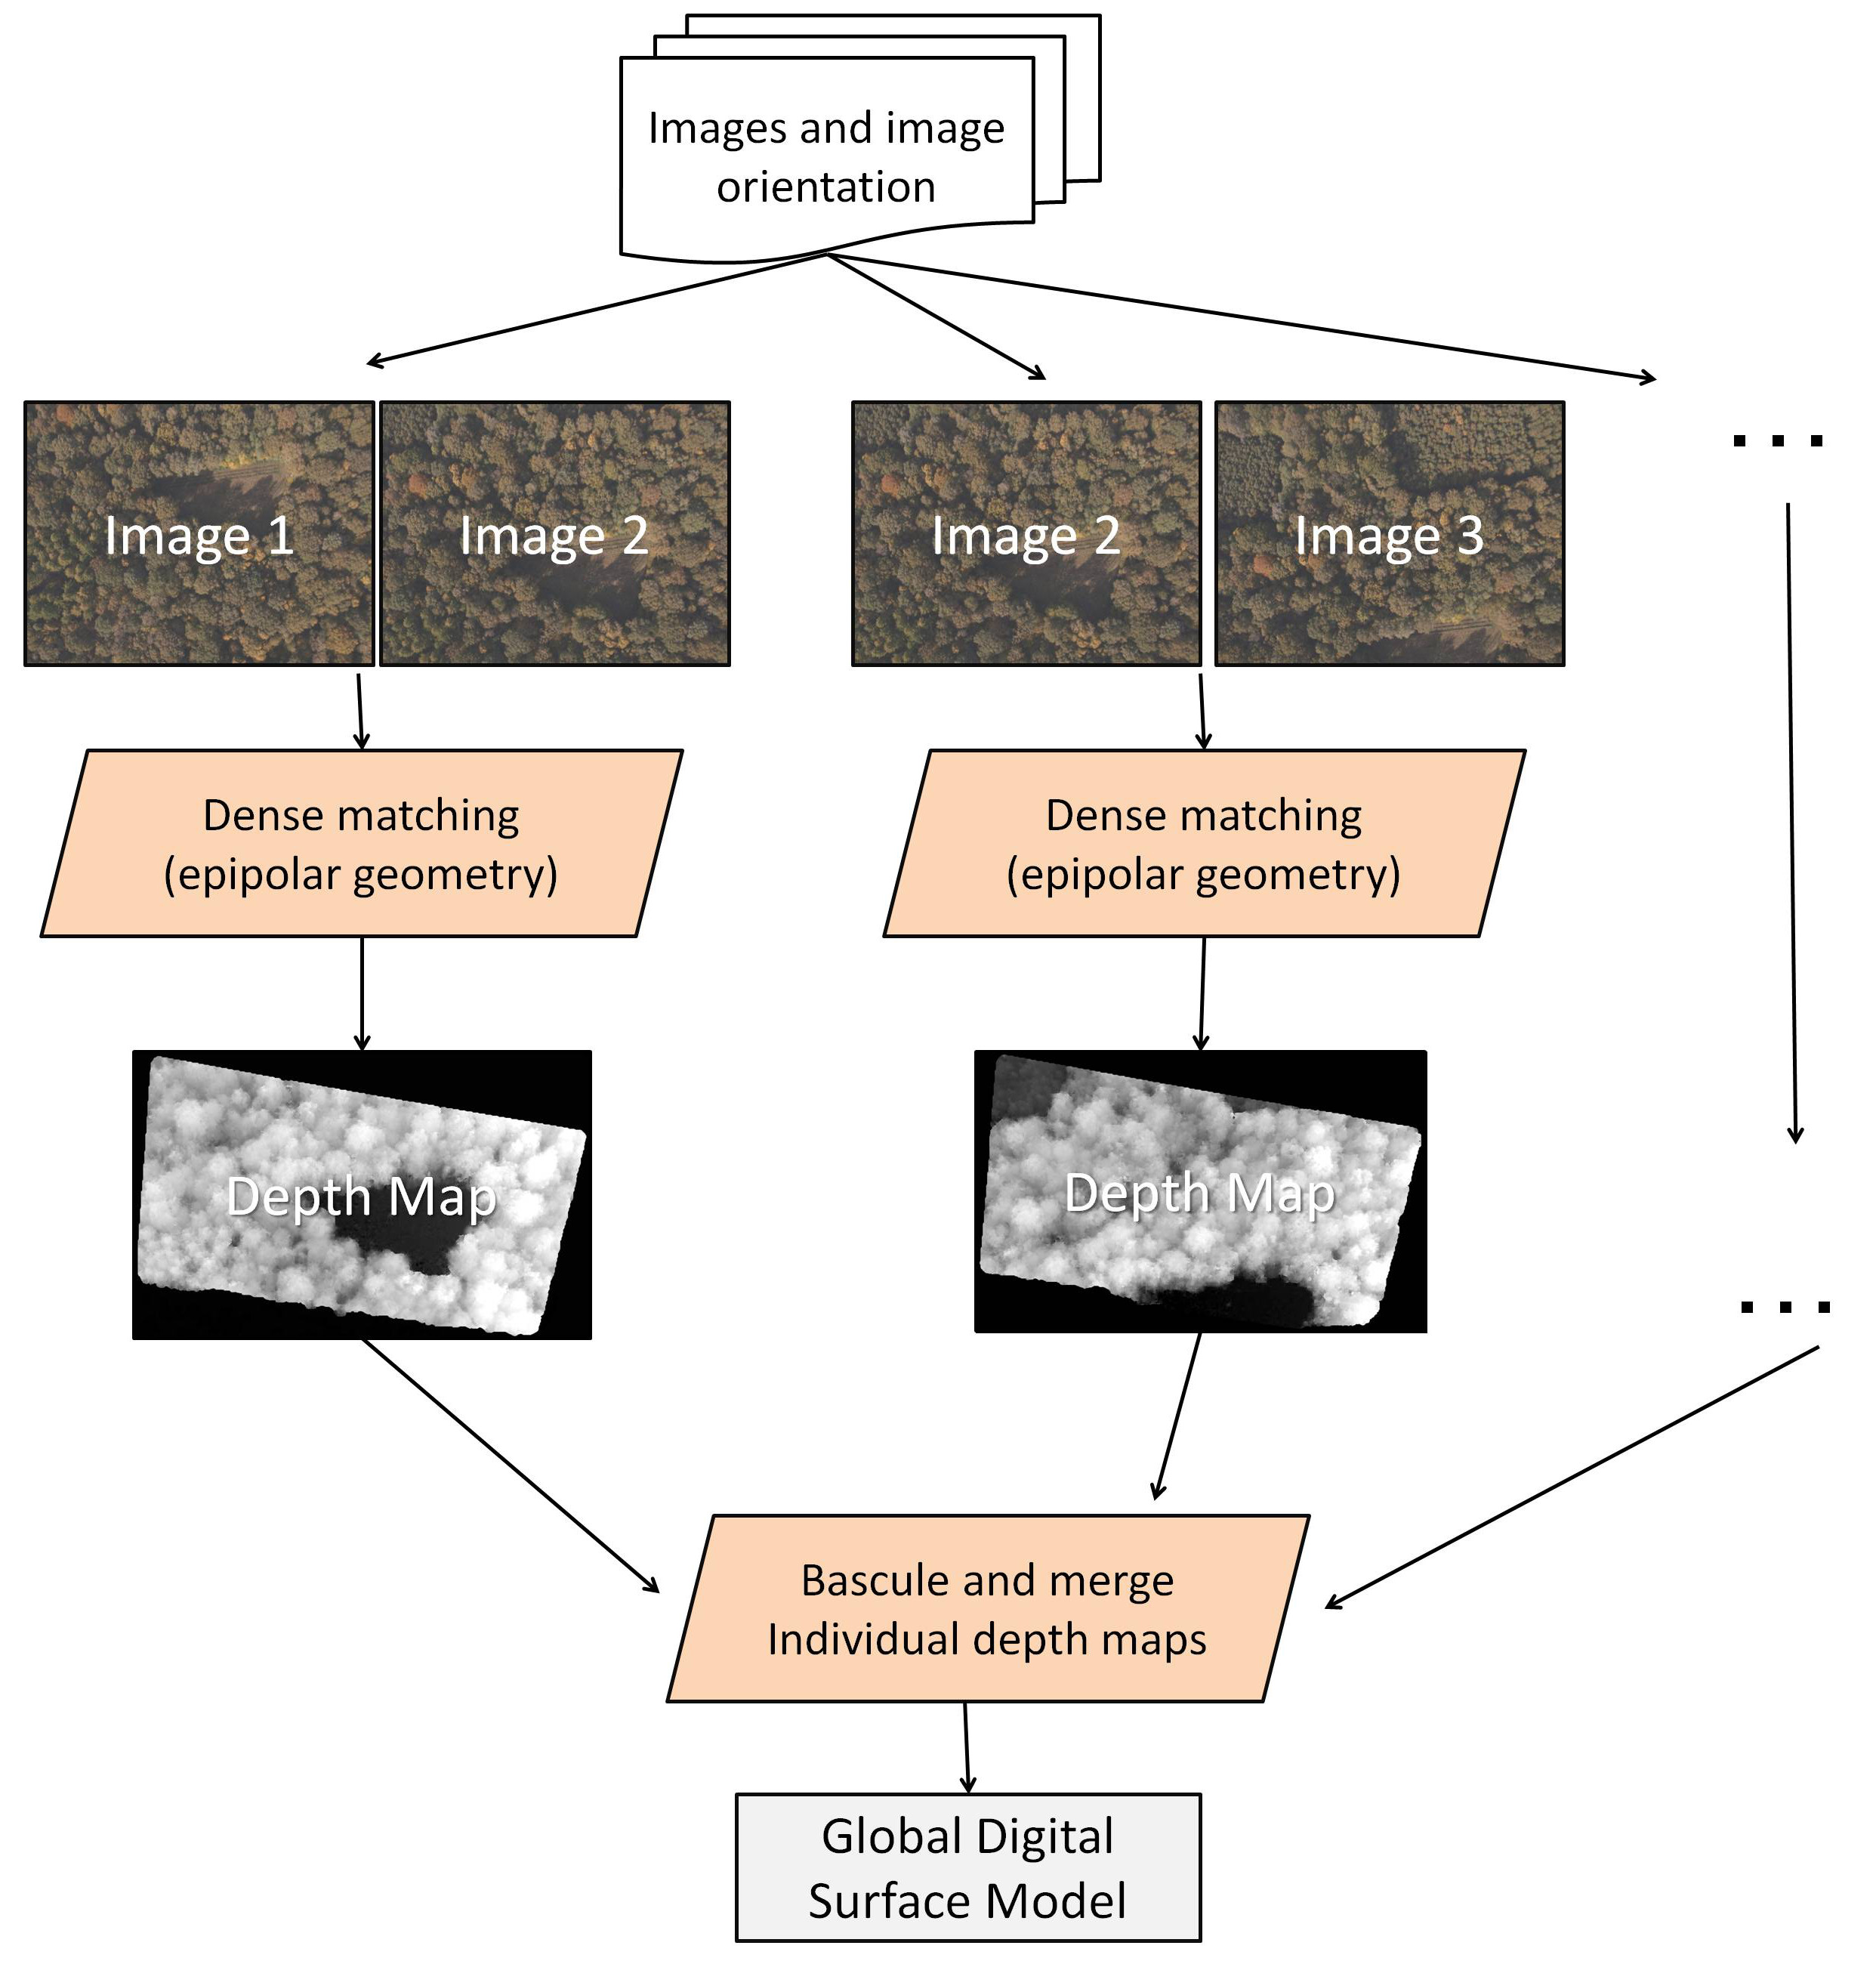 Images and image
orientation
Image 1
Image 2
Image 2
Image 3
...
Dense matching
(epipolar geometry)
Dense matching
(epipolar geometry)
Depth Map
Depth Map
...
Bascule and merge
Individual depth maps
Global Digital
Surface Model